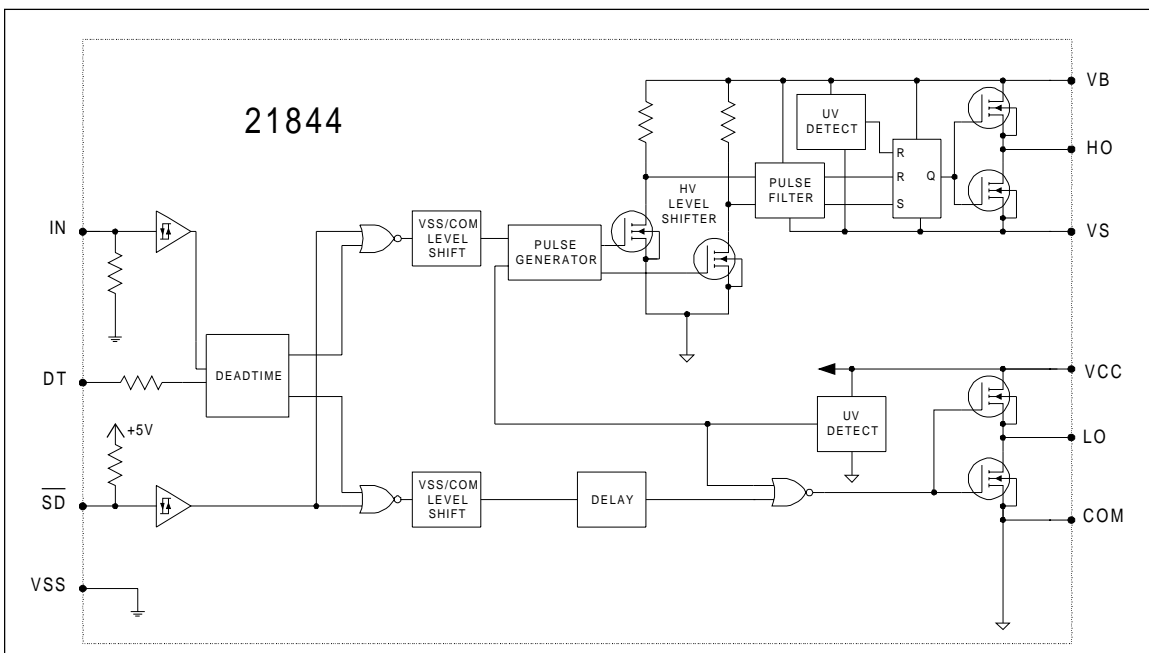 21844
VB
UV
DETECT
HO
R
R
S
Q
PULSE
FILTER
HV
LEVEL
SHIFTER
VS
IN
VSS/COM
LEVEL
SHIFT
PULSE
GENERATOR
DEADTIME
DT
VCC
UV
DETECT
LO
+5V
SD
VSS/COM
LEVEL
SHIFT
DELAY
COM
VSS